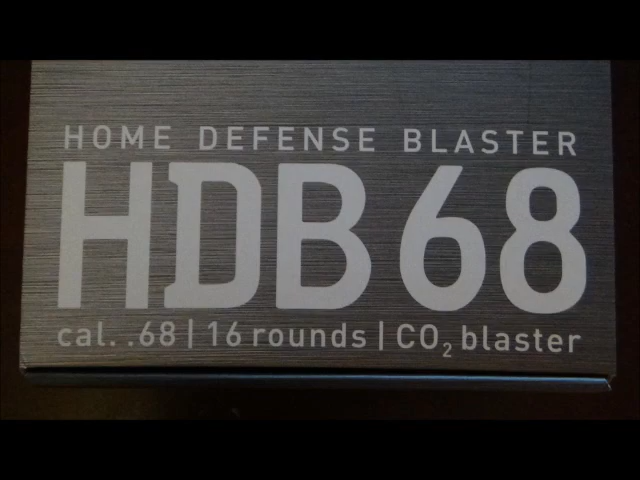 HOME DEFENSE BLASTER
HDB 68
cal. .68 | 16 rounds | CO₂ blaster